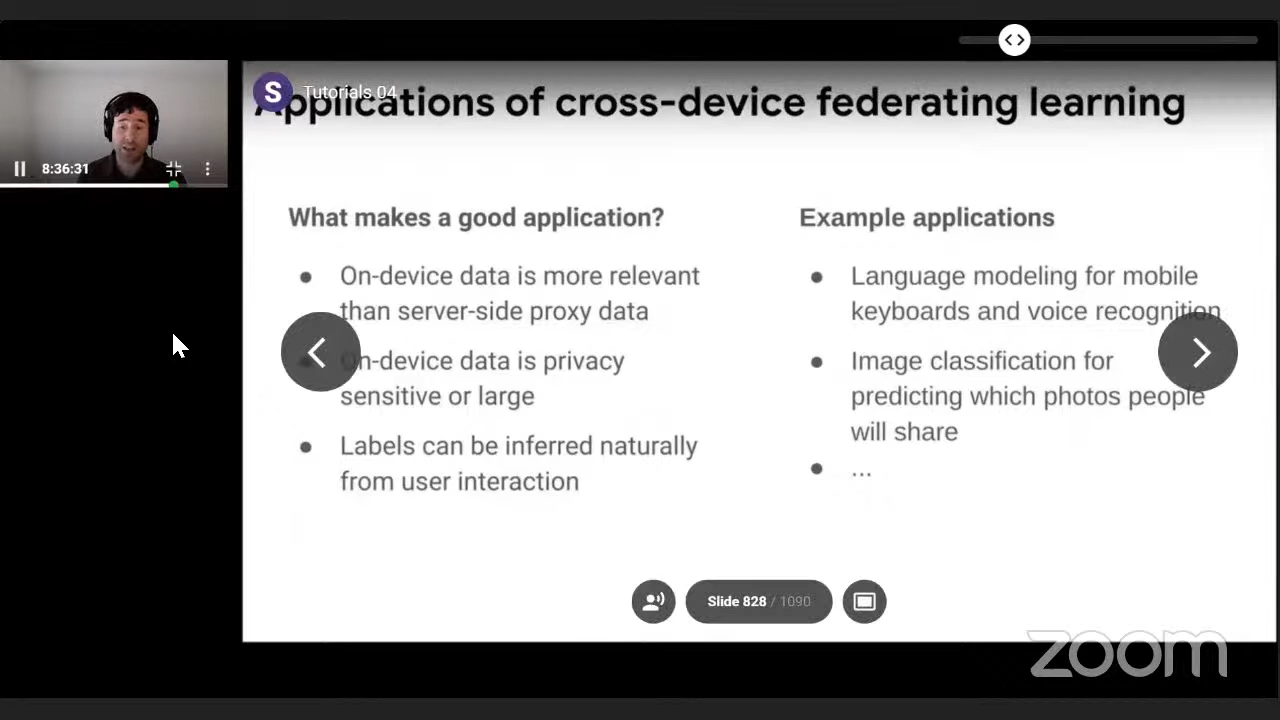 S Tutorials 04
Applications of cross-device federating learning
8:36:31
What makes a good application?
● On-device data is more relevant
than server-side proxy data
● On-device data is privacy
sensitive or large
● Labels can be inferred naturally
from user interaction
Example applications
● Language modeling for mobile
keyboards and voice recognition
● Image classification for
predicting which photos people
will share
● ...
Slide 828 / 1090
zoom